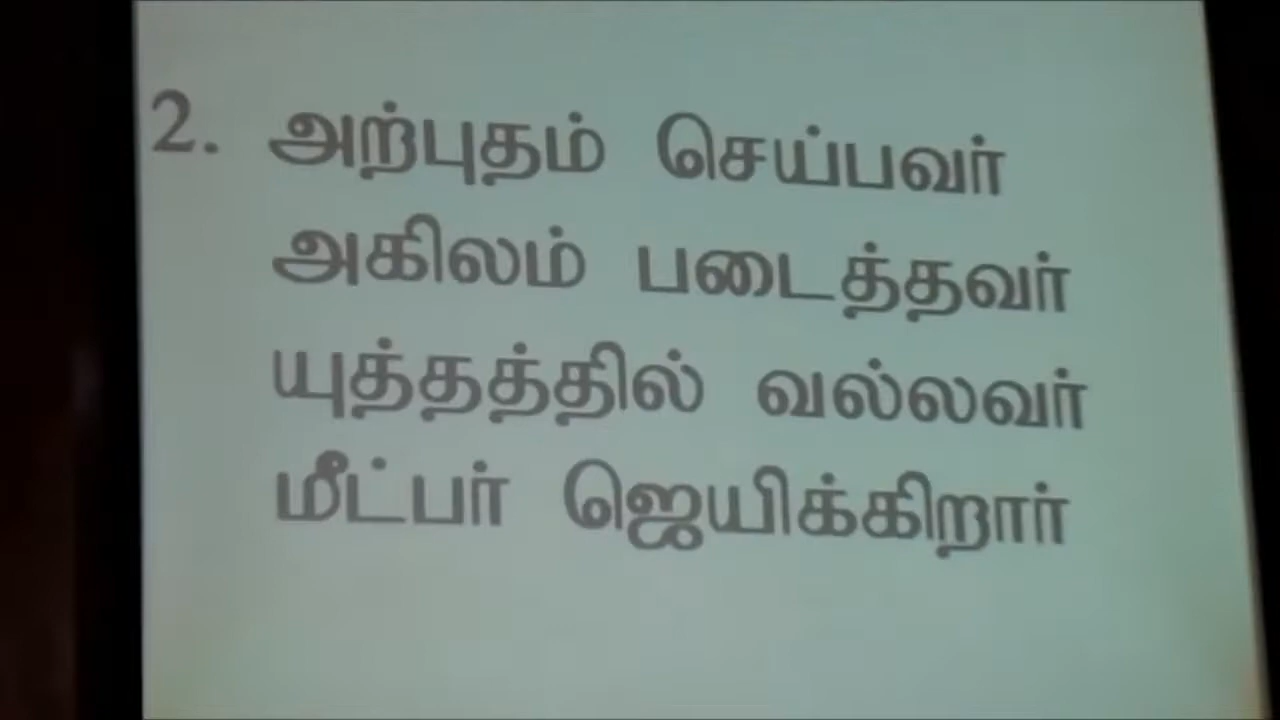 2. அற்புதம் செய்பவர்
அகிலம் படைத்தவர்
யுத்தத்தில் வல்லவர்
மீட்பர் ஜெயிக்கிறார்